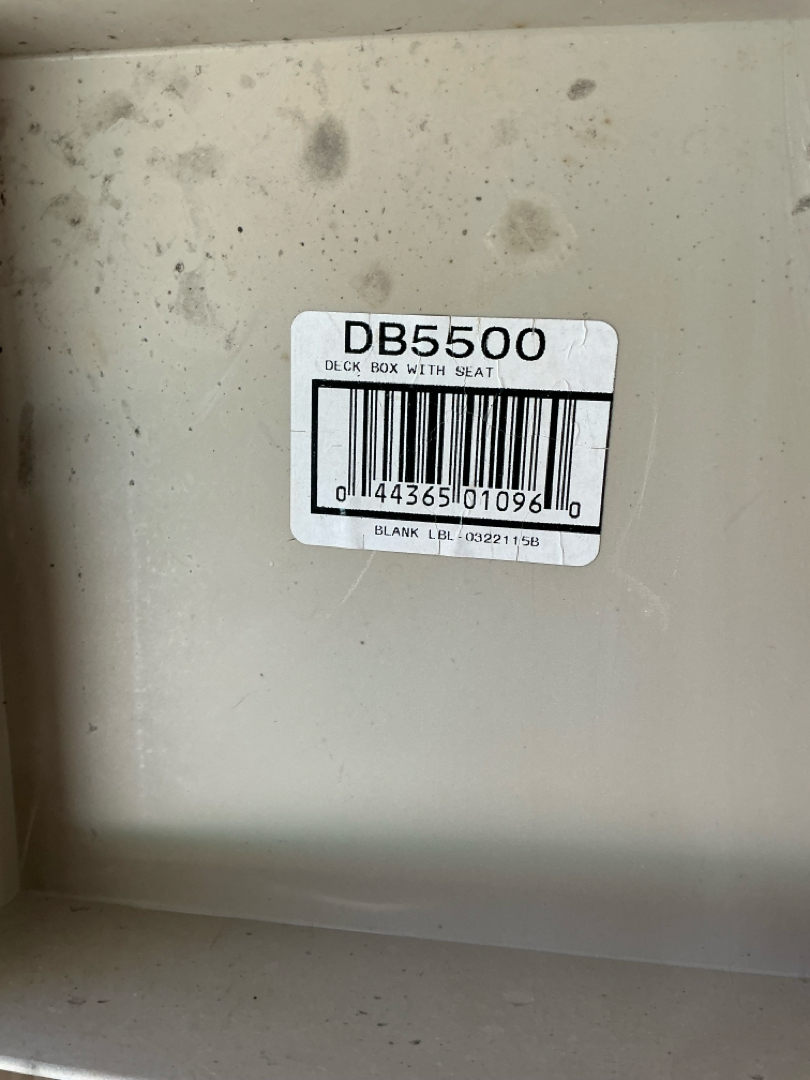 DB5500
DECK BOX WITH SEAT
0 44365 01096 0
BLANK LBL-0322115B